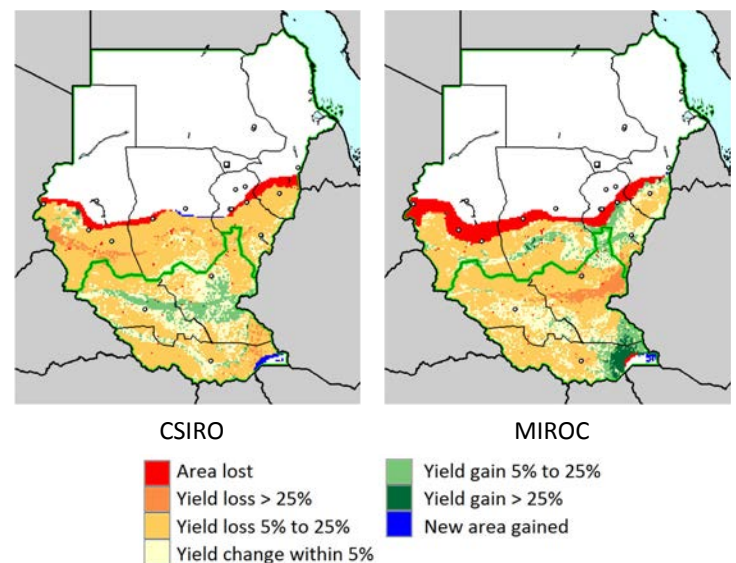 CSIRO
MIROC
Area lost
Yield loss > 25%
Yield loss 5% to 25%
Yield change within 5%
Yield gain 5% to 25%
Yield gain > 25%
New area gained